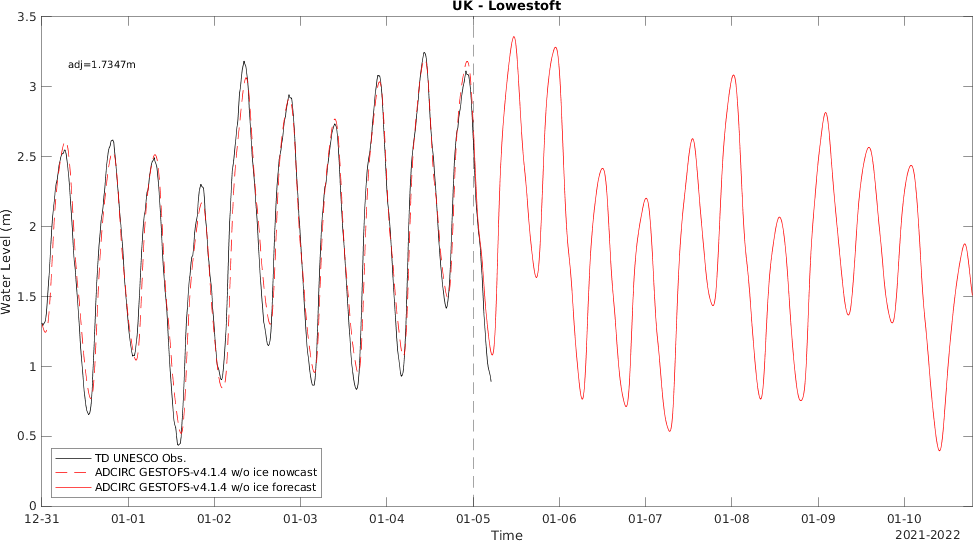 UK - Lowestoft
adj=1.7347m
Water Level (m)
3.5
3
2.5
2
1.5
1
0.5
0
TD UNESCO Obs.
ADCIRC GESTOFS-v4.1.4 w/o ice nowcast
ADCIRC GESTOFS-v4.1.4 w/o ice forecast
12-31 01-01 01-02 01-03 01-04 01-05 01-06 01-07 01-08 01-09 01-10
Time
2021-2022